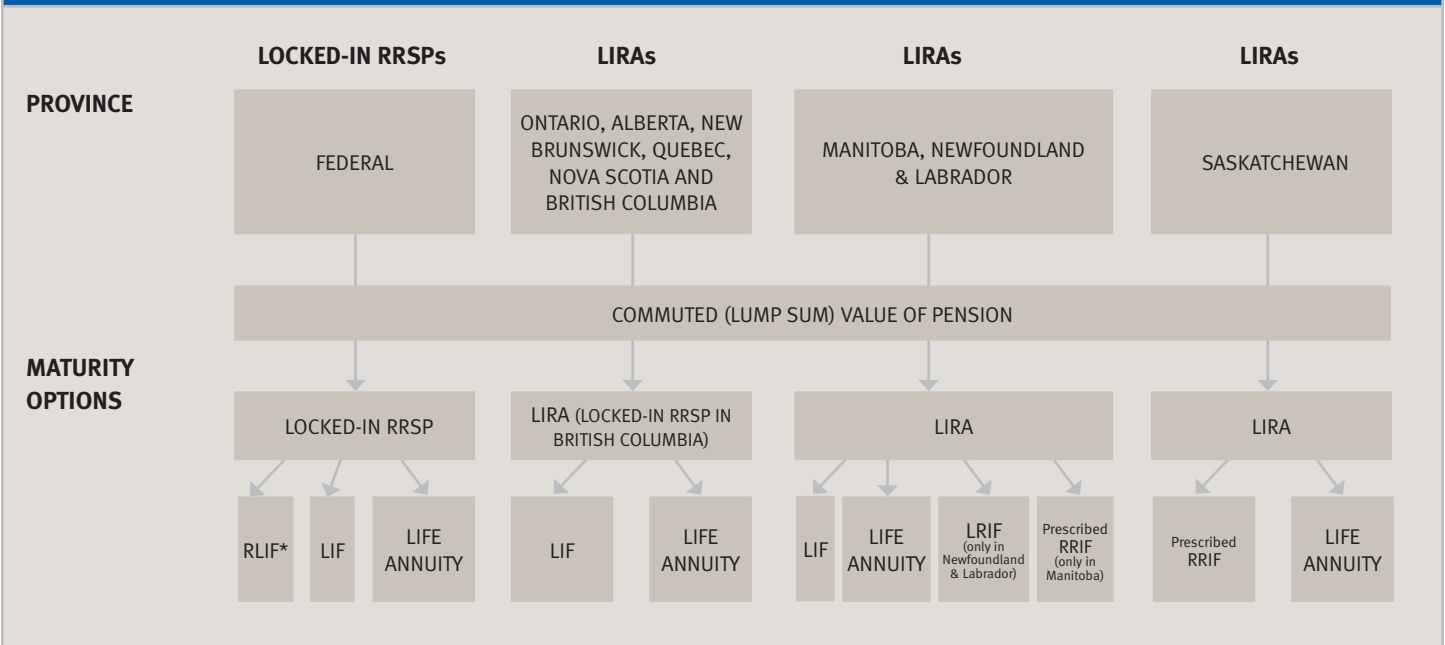 LOCKED-IN RRSPs
LIRAs
LIRAs
LIRAs
PROVINCE
FEDERAL
ONTARIO, ALBERTA, NEW
BRUNSWICK, QUEBEC,
NOVA SCOTIA AND
BRITISH COLUMBIA
MANITOBA, NEWFOUNDLAND
& LABRADOR
SASKATCHEWAN
COMMUTED (LUMP SUM) VALUE OF PENSION
MATURITY
OPTIONS
LOCKED-IN RRSP
LIRA (LOCKED-IN RRSP IN
BRITISH COLUMBIA)
LIRA
LIRA
RLIF*
LIF
LIFE
ANNUITY
LIF
LIFE
ANNUITY
LIF
LIFE
ANNUITY
LRIF
(only in
Newfoundland
& Labrador)
Prescribed
RRIF
(only in
Manitoba)
Prescribed
RRIF
LIFE
ANNUITY